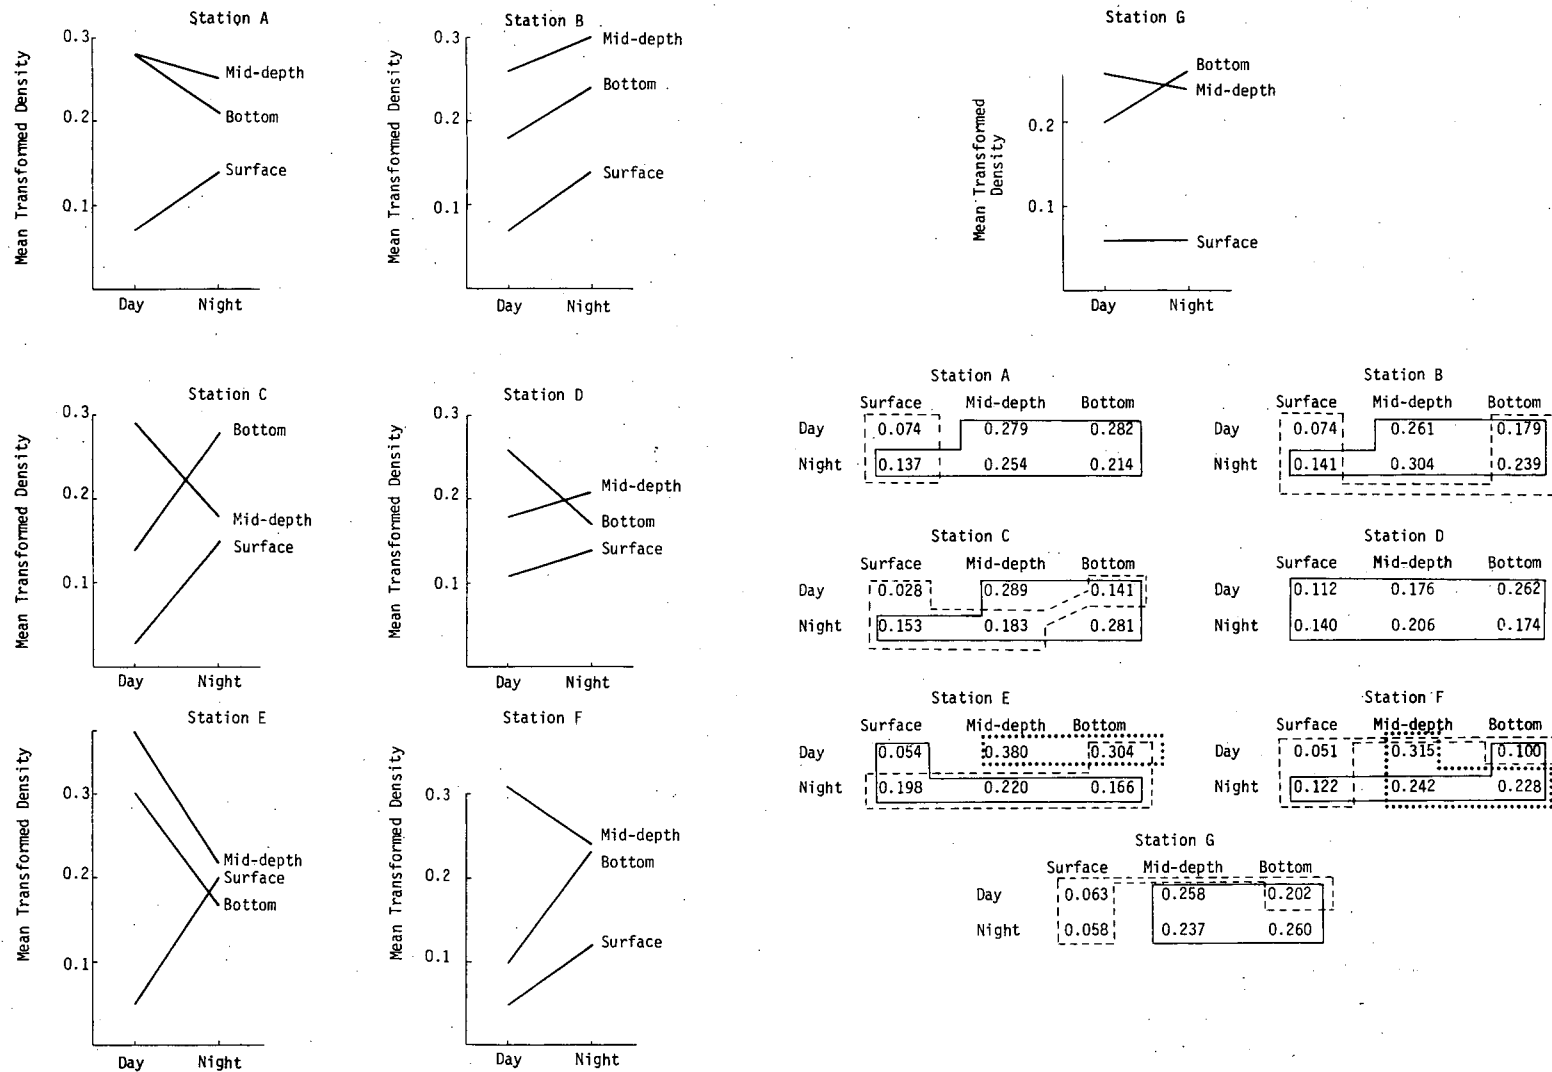 Station A
Mean Transformed Density
0.3
0.2
0.1
Mid-depth
Bottom
Surface
Day Night
Station B
Mean Transformed Density
0.3
0.2
0.1
Mid-depth
Bottom
Surface
Day Night
Station G
Mean Transformed
Density
0.2
0.1
Bottom
Mid-depth
Surface
Day Night
Station C
Mean Transformed Density
0.3
0.2
0.1
Bottom
Mid-depth
Surface
Day Night
Station D
Mean Transformed Density
0.3
0.2
0.1
Mid-depth
Bottom
Surface
Day Night
Station E
Mean Transformed Density
0.3
0.2
0.1
Mid-depth
Surface
Bottom
Day Night
Station F
Mean Transformed Density
0.3
0.2
0.1
Mid-depth
Bottom
Surface
Day Night
Station A
Surface Mid-depth Bottom
Day 0.074 0.279 0.282
Night 0.137 0.254 0.214
Station B
Surface Mid-depth Bottom
Day 0.074 0.261 0.179
Night 0.141 0.304 0.239
Station C
Surface Mid-depth Bottom
Day 0.028 0.289 0.141
Night 0.153 0.183 0.281
Station D
Surface Mid-depth Bottom
Day 0.112 0.176 0.262
Night 0.140 0.206 0.174
Station E
Surface Mid-depth Bottom
Day 0.054 0.380 0.304
Night 0.198 0.220 0.166
Station F
Surface Mid-depth Bottom
Day 0.051 0.315 0.100
Night 0.122 0.242 0.228
Station G
Surface Mid-depth Bottom
Day 0.063 0.258 0.202
Night 0.058 0.237 0.260